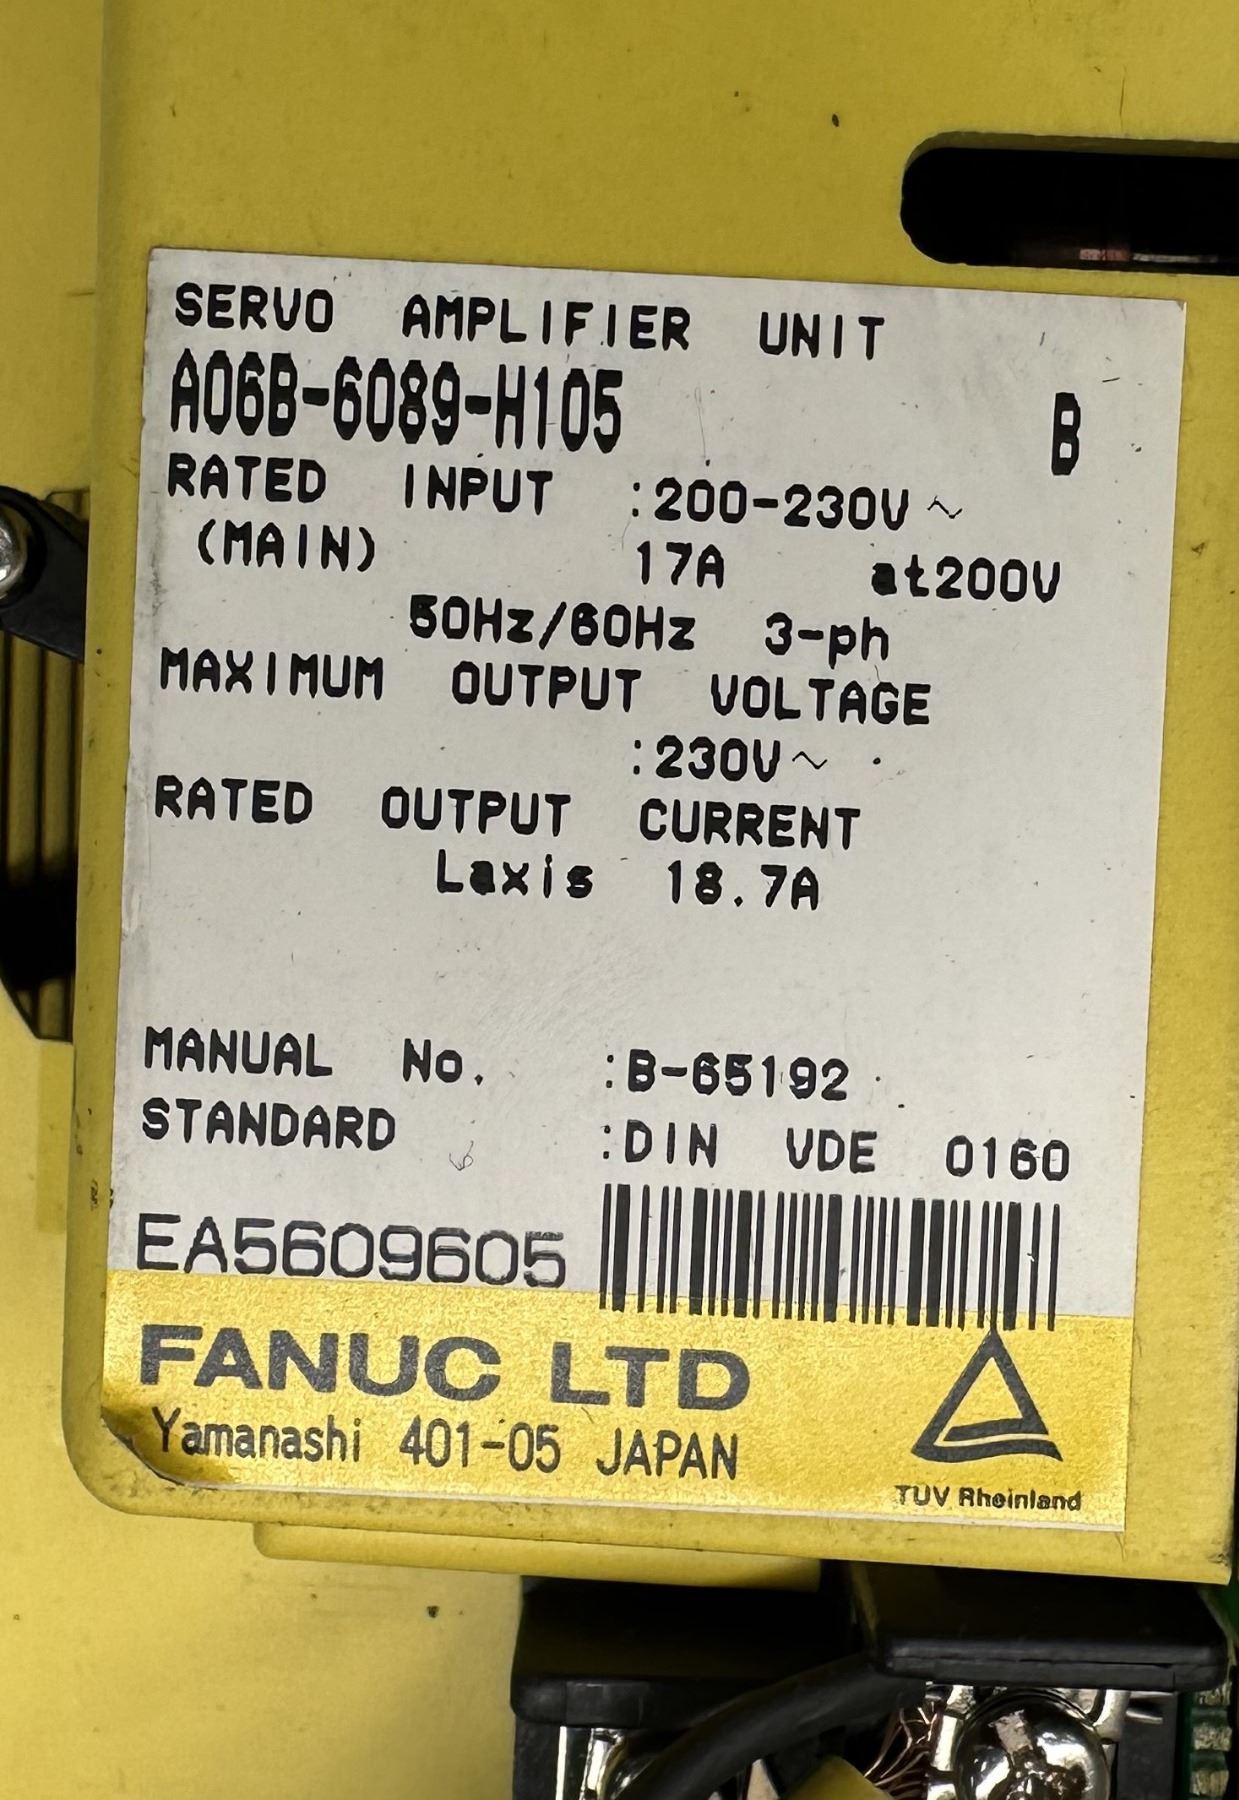 SERVO AMPLIFIER UNIT
A06B-6089-H105 B
RATED INPUT :200-230V~
(MAIN) 17A at200V
50Hz/60Hz 3-ph
MAXIMUM OUTPUT VOLTAGE
:230V~
RATED OUTPUT CURRENT
Laxis 18.7A
MANUAL No. :B-65192
STANDARD :DIN VDE 0160
EA5609605
FANUC LTD
Yamanashi 401-05 JAPAN
TUV Rheinland